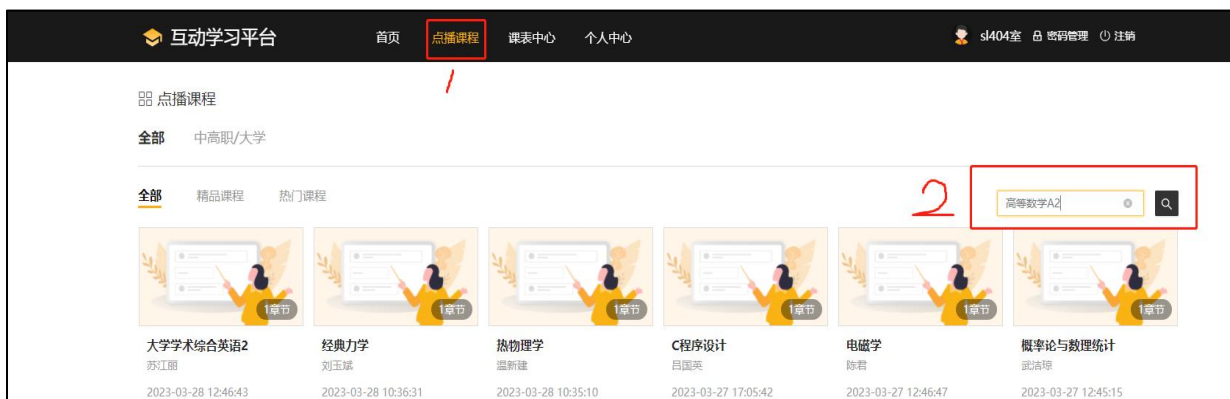 互动学习平台 首页 点播课程 课表中心 个人中心 sl404室 密码管理 注销
1
点播课程
全部 中高职/大学
全部 精品课程 热门课程
2 高等数学A2
1章节 1章节 1章节 1章节 1章节 1章节
大学学术综合英语2 经典力学 热物理学 C程序设计 电磁学 概率论与数理统计
苏江丽 刘玉斌 温新建 吕国英 陈君 武洁琼
2023-03-28 12:46:43 2023-03-28 10:36:31 2023-03-28 10:35:10 2023-03-27 17:05:42 2023-03-27 12:46:47 2023-03-27 12:45:15